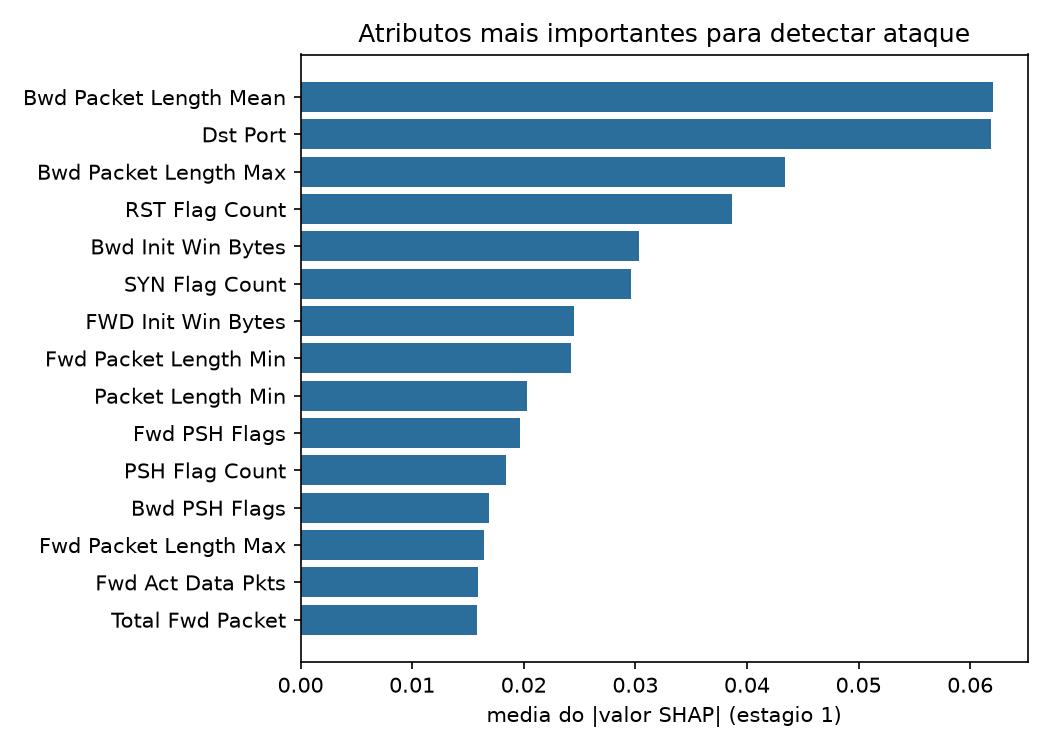 Atributos mais importantes para detectar ataque
Bwd Packet Length Mean
Dst Port
Bwd Packet Length Max
RST Flag Count
Bwd Init Win Bytes
SYN Flag Count
FWD Init Win Bytes
Fwd Packet Length Min
Packet Length Min
Fwd PSH Flags
PSH Flag Count
Bwd PSH Flags
Fwd Packet Length Max
Fwd Act Data Pkts
Total Fwd Packet
0.00 0.01 0.02 0.03 0.04 0.05 0.06
media do |valor SHAP| (estagio 1)